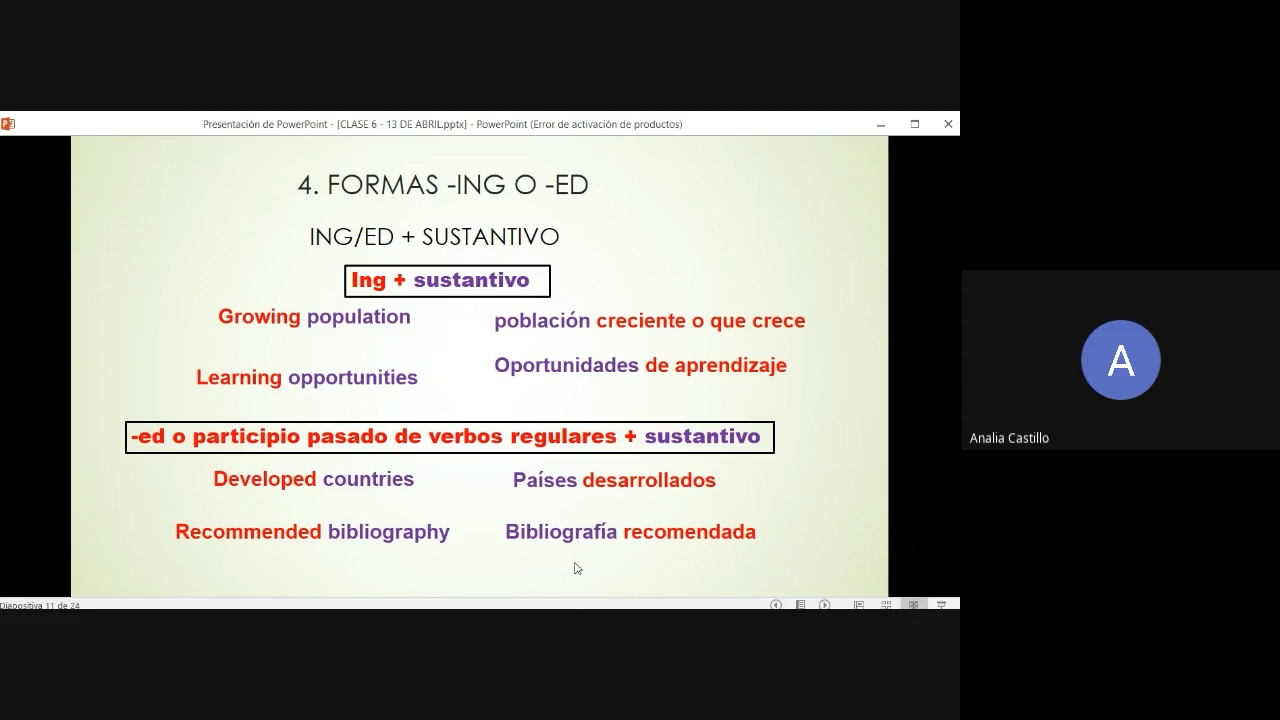 Presentación de PowerPoint - [CLASE 6 - 13 DE ABRIL.pptx] - PowerPoint (Error de activación de productos)
4. FORMAS -ING O -ED
ING/ED + SUSTANTIVO
Ing + sustantivo
Growing population
población creciente o que crece
Learning opportunities
Oportunidades de aprendizaje
-ed o participio pasado de verbos regulares + sustantivo
Developed countries
Países desarrollados
Recommended bibliography
Bibliografía recomendada
Diapositiva 11 de 24
A
Analia Castillo